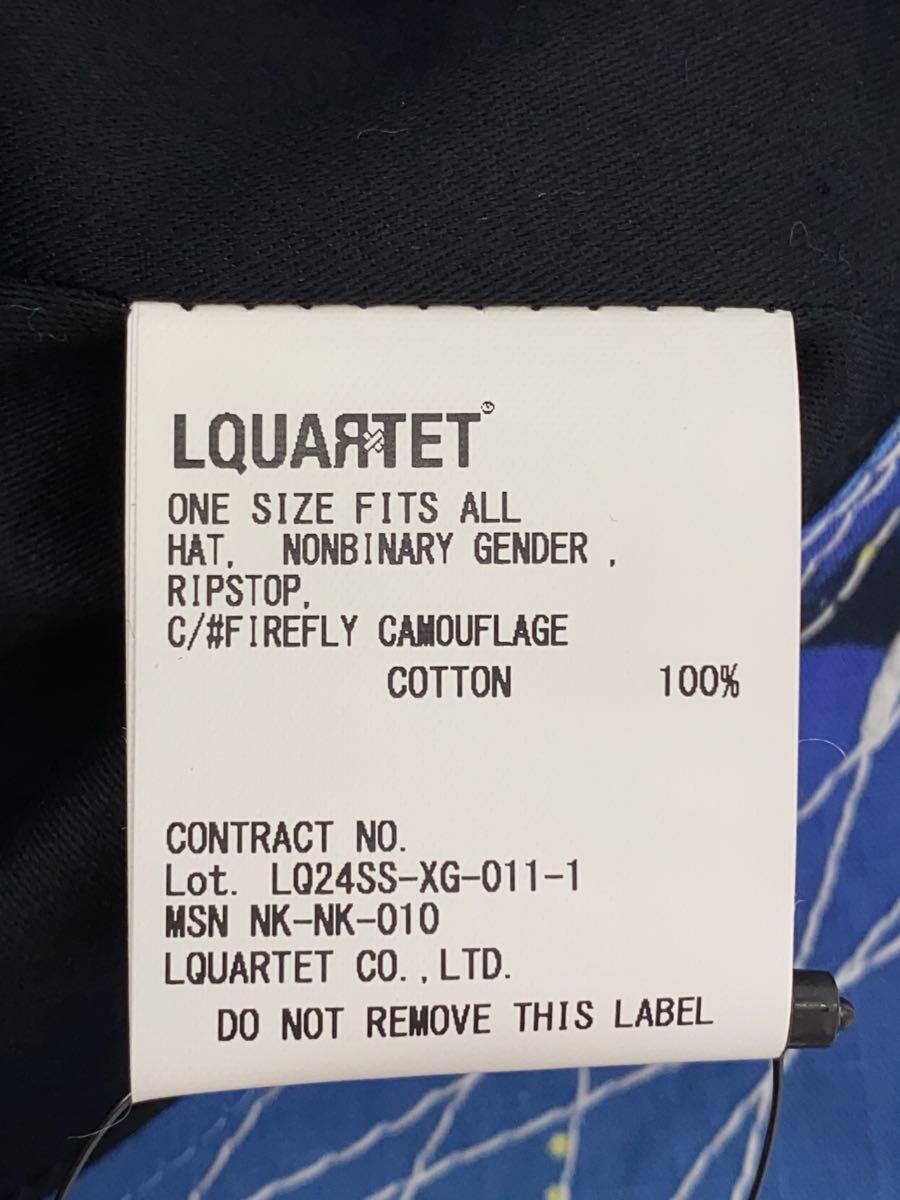 LQUARTET
ONE SIZE FITS ALL
HAT, NONBINARY GENDER ,
RIPSTOP,
C/#FIREFLY CAMOUFLAGE
COTTON 100%
CONTRACT NO.
Lot. LQ24SS-XG-011-1
MSN NK-NK-010
LQUARTET CO.,LTD.
DO NOT REMOVE THIS LABEL